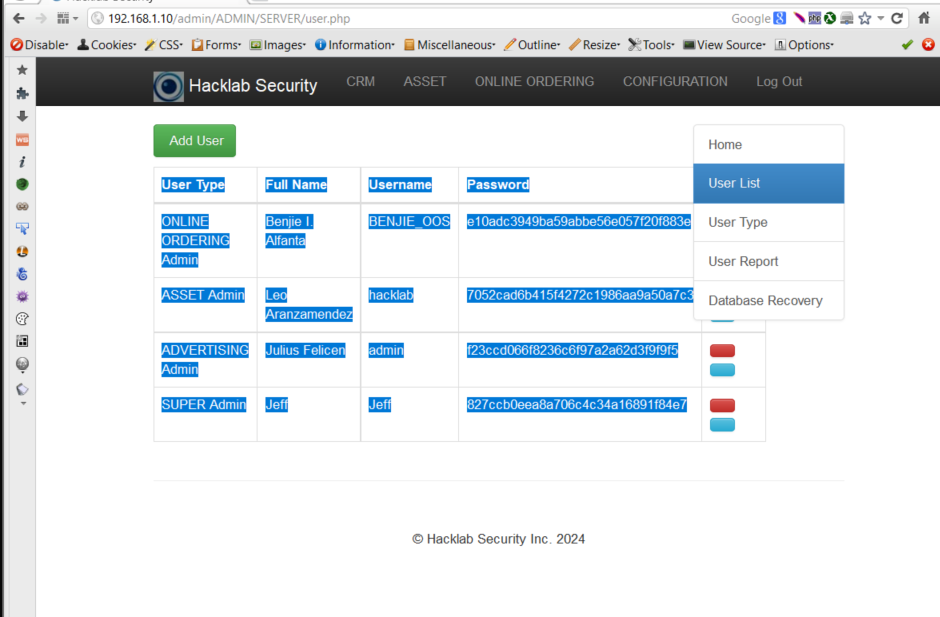 Hacklab Security
192.168.1.10/admin/ADMIN/SERVER/user.php
Google
Disable Cookies CSS Forms Images Information Miscellaneous Outline Resize Tools View Source Options
Hacklab Security CRM ASSET ONLINE ORDERING CONFIGURATION Log Out
Add User
User Type Full Name Username Password
ONLINE ORDERING Admin
Benjie I. Alfanta
BENJIE_OOS
e10adc3949ba59abbe56e057f20f883e
ASSET Admin
Leo Aranzamendez
hacklab
7052cad6b415f4272c1986aa9a50a7c3
ADVERTISING Admin
Julius Felicen
admin
f23ccd066f8236c6f97a2a62d3f9f9f5
SUPER Admin
Jeff
Jeff
827ccb0eea8a706c4c34a16891f84e7
Home
User List
User Type
User Report
Database Recovery
© Hacklab Security Inc. 2024